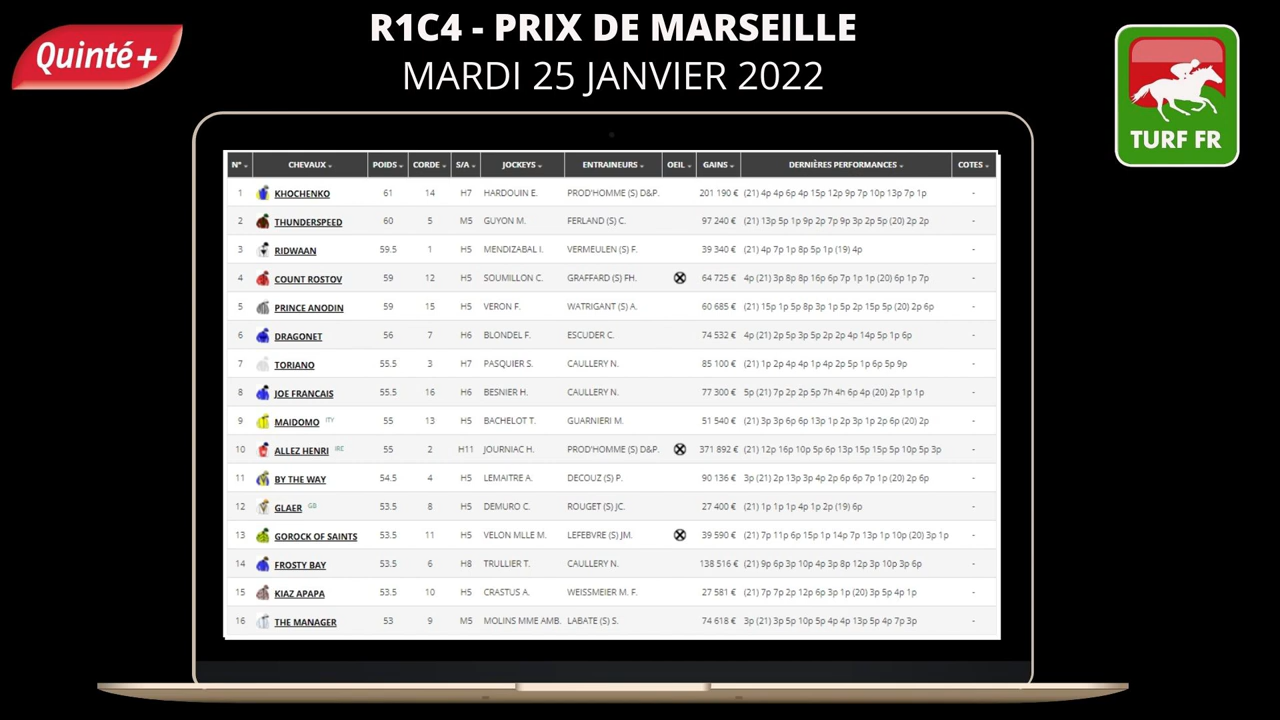 R1C4 - PRIX DE MARSEILLE
Quinté+
MARDI 25 JANVIER 2022
TURF FR
N° CHEVAUX POIDS CORDE S/A JOCKEYS ENTRAINEURS OEIL GAINS DERNIÈRES PERFORMANCES COTES
1 KHOCHENKO 61 14 H7 HARDOUIN E. PROD'HOMME (S) D&P. 201 190 € (21) 4p 4p 6p 4p 15p 12p 9p 7p 10p 13p 7p 1p -
2 THUNDERSPEED 60 5 M5 GUYON M. FERLAND (S) C. 97 240 € (21) 13p 5p 1p 9p 2p 7p 9p 3p 2p 5p (20) 2p 2p -
3 RIDWAAN 59.5 1 H5 MENDIZABAL I. VERMEULEN (S) F. 39 340 € (21) 4p 7p 1p 8p 5p 1p (19) 4p -
4 COUNT ROSTOV 59 12 H5 SOUMILLON C. GRAFFARD (S) FH. 64 725 € 4p (21) 3p 8p 8p 16p 6p 7p 1p 1p (20) 6p 1p 7p -
5 PRINCE ANODIN 59 15 H5 VERON F. WATRIGANT (S) A. 60 685 € (21) 15p 1p 5p 8p 3p 1p 5p 2p 15p 5p (20) 2p 6p -
6 DRAGONET 56 7 H6 BLONDEL F. ESCUDER C. 74 532 € 4p (21) 2p 5p 3p 5p 2p 2p 4p 14p 5p 1p 6p -
7 TORIANO 55.5 3 H7 PASQUIER S. CAULLERY N. 85 100 € (21) 1p 2p 4p 4p 1p 4p 2p 5p 1p 6p 5p 9p -
8 JOE FRANCAIS 55.5 16 H6 BESNIER H. CAULLERY N. 77 300 € 5p (21) 7p 2p 2p 5p 7h 4h 6p 4p (20) 2p 1p 1p -
9 MAIDOMO ITY 55 13 H5 BACHELOT T. GUARNIERI M. 51 540 € (21) 3p 3p 6p 6p 13p 1p 2p 3p 1p 2p 6p (20) 2p -
10 ALLEZ HENRI IRE 55 2 H11 JOURNIAC H. PROD'HOMME (S) D&P. 371 892 € (21) 12p 16p 10p 5p 6p 13p 15p 15p 5p 10p 5p 3p -
11 BY THE WAY 54.5 4 H5 LEMAITRE A. DECOUZ (S) P. 90 136 € 3p (21) 2p 13p 3p 4p 2p 6p 6p 7p 1p (20) 2p 6p -
12 GLAER GB 53.5 8 H5 DEMURO C. ROUGET (S) JC. 27 400 € (21) 1p 1p 1p 4p 1p 2p (19) 6p -
13 GOROCK OF SAINTS 53.5 11 H5 VELON MLLE M. LEFEBVRE (S) JM. 39 590 € (21) 7p 11p 6p 15p 1p 14p 7p 13p 1p 10p (20) 3p 1p -
14 FROSTY BAY 53.5 6 H8 TRULLIER T. CAULLERY N. 138 516 € (21) 9p 6p 3p 10p 4p 3p 8p 12p 3p 10p 3p 6p -
15 KIAZ APAPA 53.5 10 H5 CRASTUS A. WEISSMEIER M. F. 27 581 € (21) 7p 7p 2p 12p 6p 3p 1p (20) 3p 5p 4p 1p -
16 THE MANAGER 53 9 M5 MOLINS MME AMB. LABATE (S) S. 74 618 € 3p (21) 3p 5p 10p 5p 4p 4p 13p 5p 4p 7p 3p -